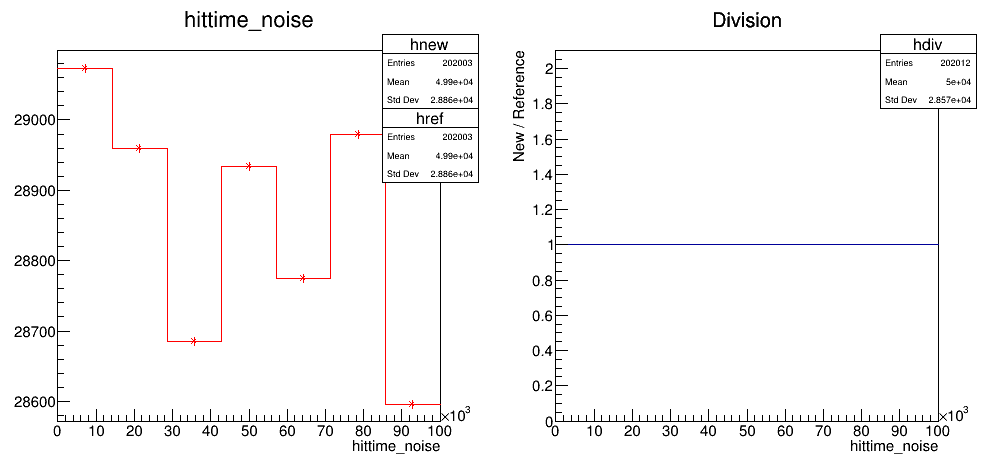 hittime_noise
hnew
Entries 202003
Mean 4.99e+04
Std Dev 2.886e+04
href
Entries 202003
Mean 4.99e+04
Std Dev 2.886e+04
29000
28900
28800
28700
28600
0 10 20 30 40 50 60 70 80 90 100
×10³
hittime_noise
Division
hdiv
Entries 202012
Mean 5e+04
Std Dev 2.857e+04
New / Reference
2
1.8
1.6
1.4
1.2
1
0.8
0.6
0.4
0.2
0
0 10 20 30 40 50 60 70 80 90 100
×10³
hittime_noise